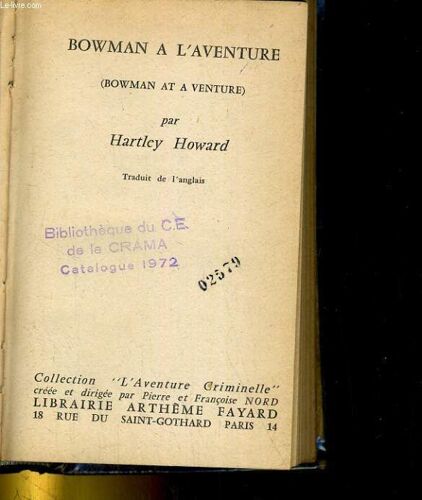 Le-livre.com
BOWMAN A L'AVENTURE
(BOWMAN AT A VENTURE)
par
Hartley Howard
Traduit de l'anglais
Bibliothèque du C.E.
de la CRAMA
Catalogue 1972
02579
Collection "L'Aventure Criminelle"
créée et dirigée par Pierre et Françoise NORD
LIBRAIRIE ARTHÈME FAYARD
18 RUE DU SAINT-GOTHARD PARIS 14